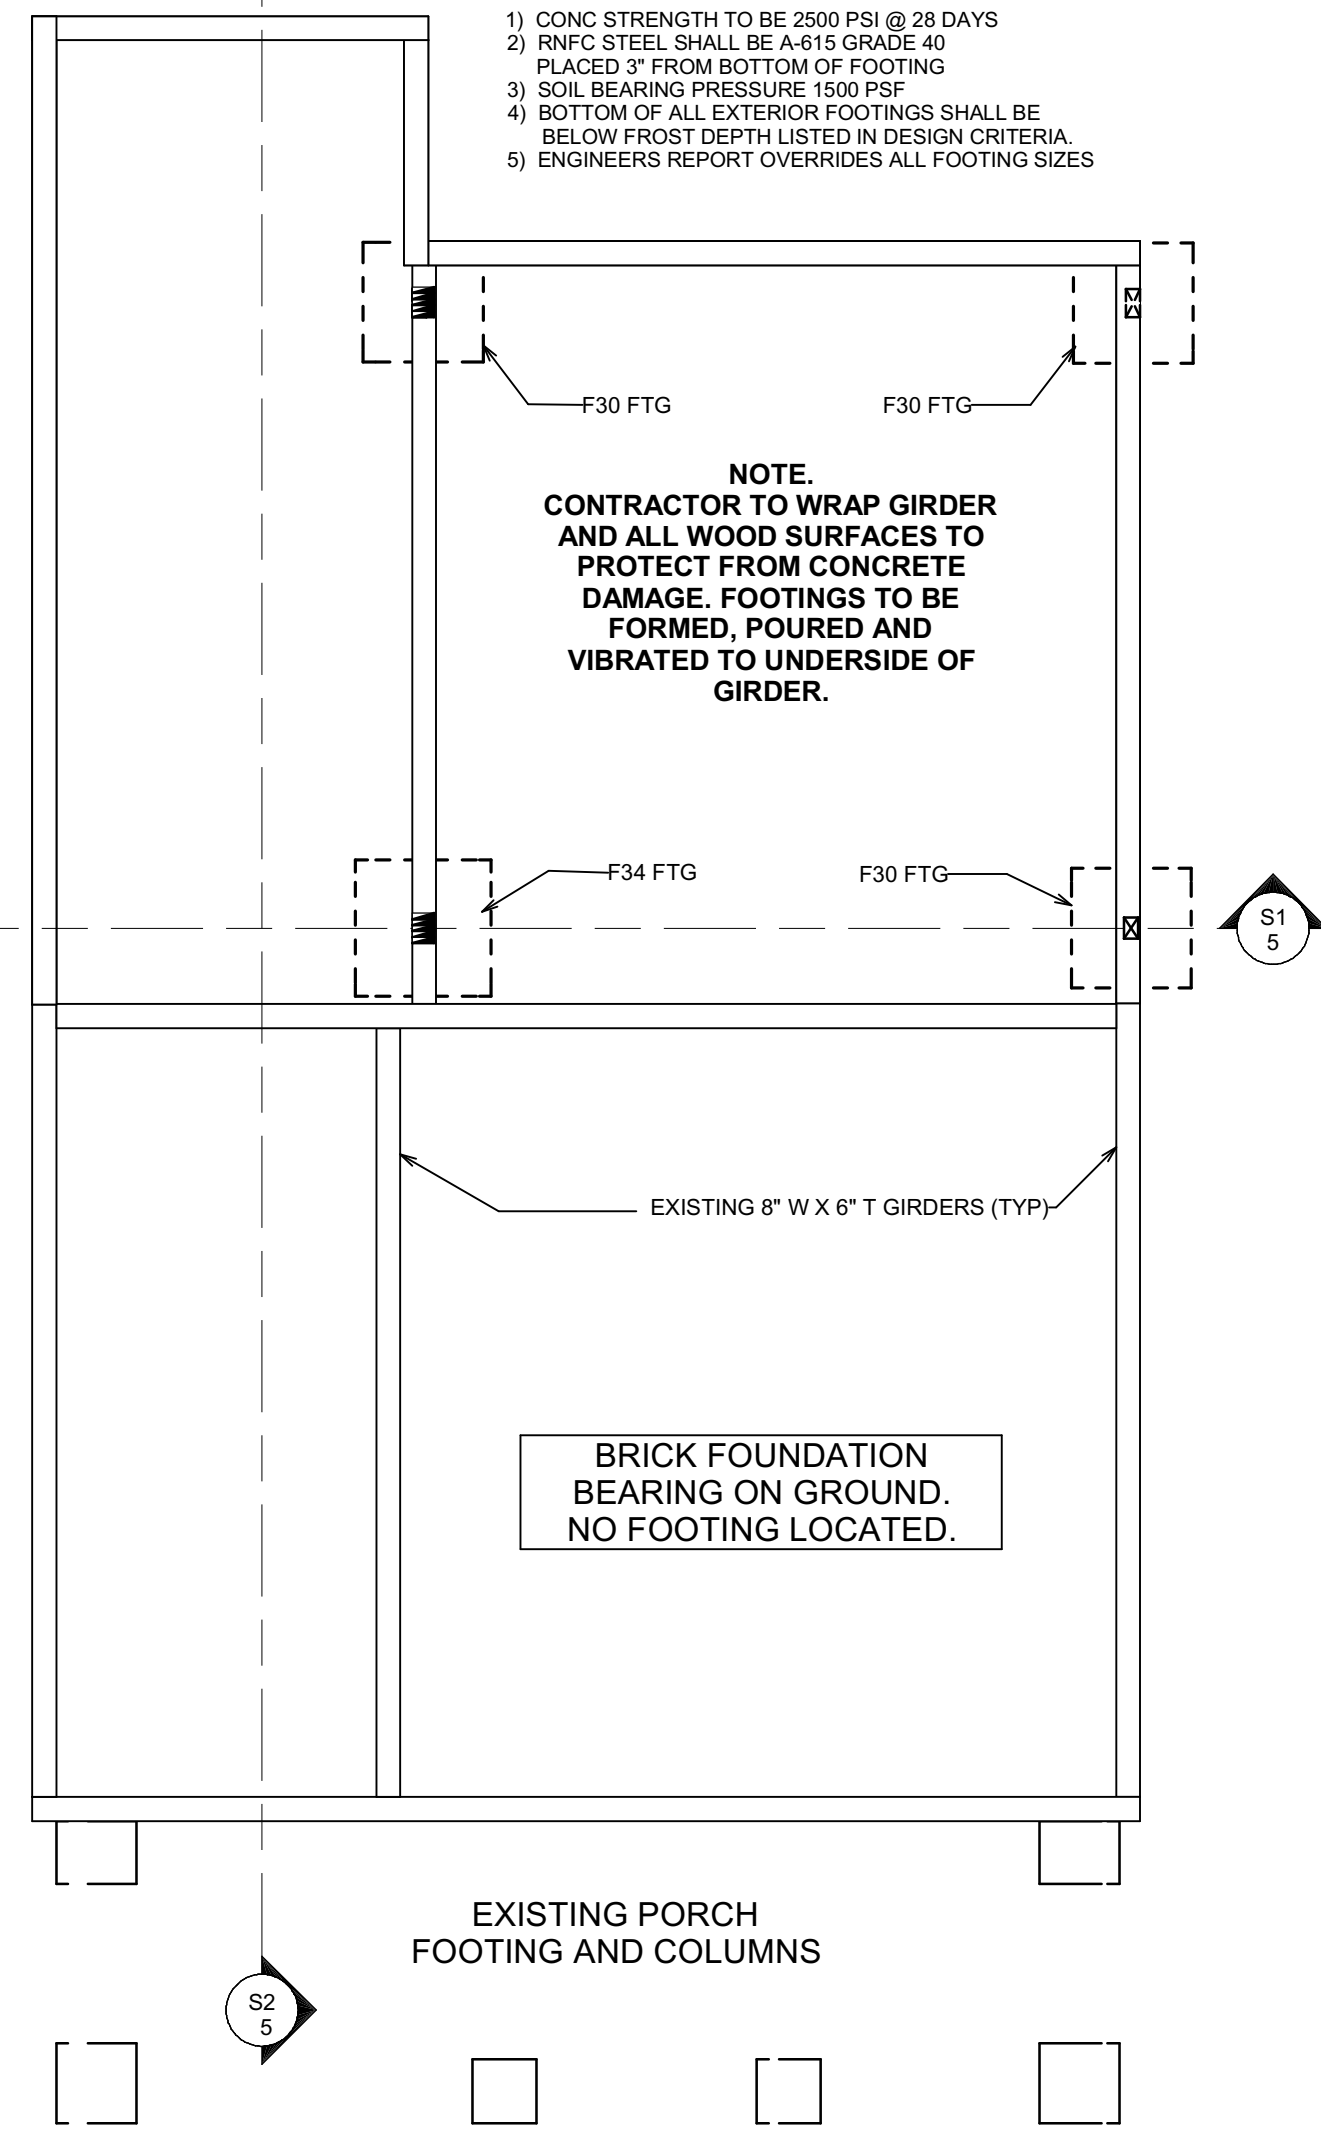 1) CONC STRENGTH TO BE 2500 PSI @ 28 DAYS
2) RNFC STEEL SHALL BE A-615 GRADE 40
PLACED 3" FROM BOTTOM OF FOOTING
3) SOIL BEARING PRESSURE 1500 PSF
4) BOTTOM OF ALL EXTERIOR FOOTINGS SHALL BE
BELOW FROST DEPTH LISTED IN DESIGN CRITERIA.
5) ENGINEERS REPORT OVERRIDES ALL FOOTING SIZES
F30 FTG
F30 FTG
NOTE.
CONTRACTOR TO WRAP GIRDER
AND ALL WOOD SURFACES TO
PROTECT FROM CONCRETE
DAMAGE. FOOTINGS TO BE
FORMED, POURED AND
VIBRATED TO UNDERSIDE OF
GIRDER.
F34 FTG
F30 FTG
S1
5
EXISTING 8" W X 6" T GIRDERS (TYP)
BRICK FOUNDATION
BEARING ON GROUND.
NO FOOTING LOCATED.
EXISTING PORCH
FOOTING AND COLUMNS
S2
5